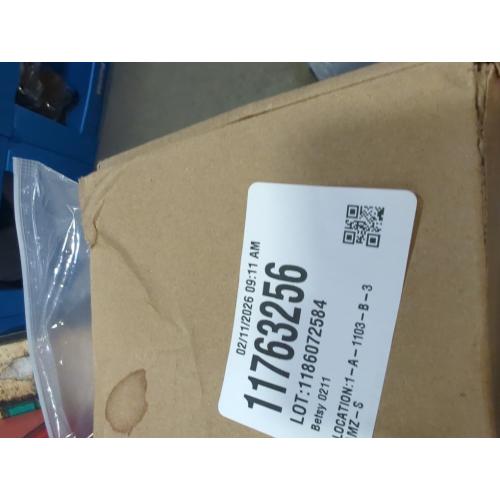 02/11/2026 09:11 AM
11763256
LOT:1186072584
Betsy 0211
LOCATION:1-A-1103-B-3
MZ-S